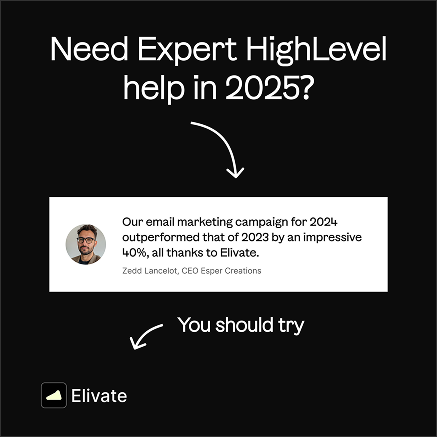 Need Expert HighLevel
help in 2025?
Our email marketing campaign for 2024
outperformed that of 2023 by an impressive
40%, all thanks to Elivate.
Zedd Lancelot, CEO Esper Creations
You should try
Elivate